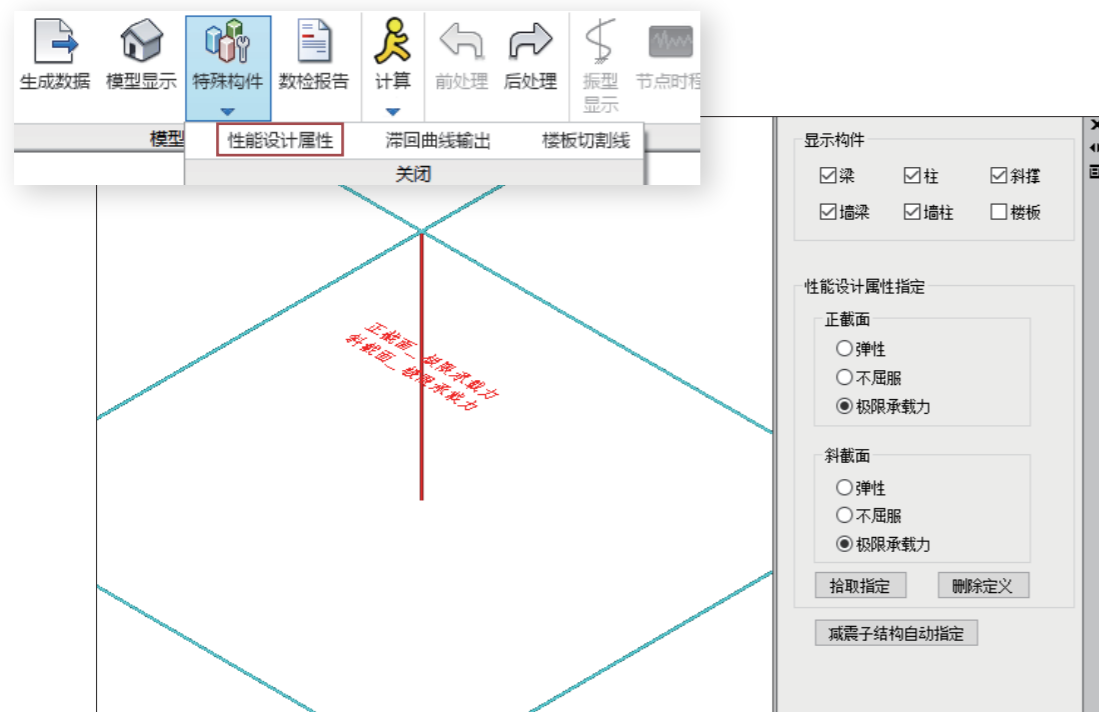 生成数据 模型显示 特殊构件 数检报告 计算 前处理 后处理 振型显示 节点时程
模型
性能设计属性 滞回曲线输出 楼板切割线
关闭
正截面_极限承载力
斜截面_极限承载力
显示构件
梁 柱 斜撑
墙梁 墙柱 楼板
性能设计属性指定
正截面
弹性
不屈服
极限承载力
斜截面
弹性
不屈服
极限承载力
拾取指定 删除定义
减震子结构自动指定